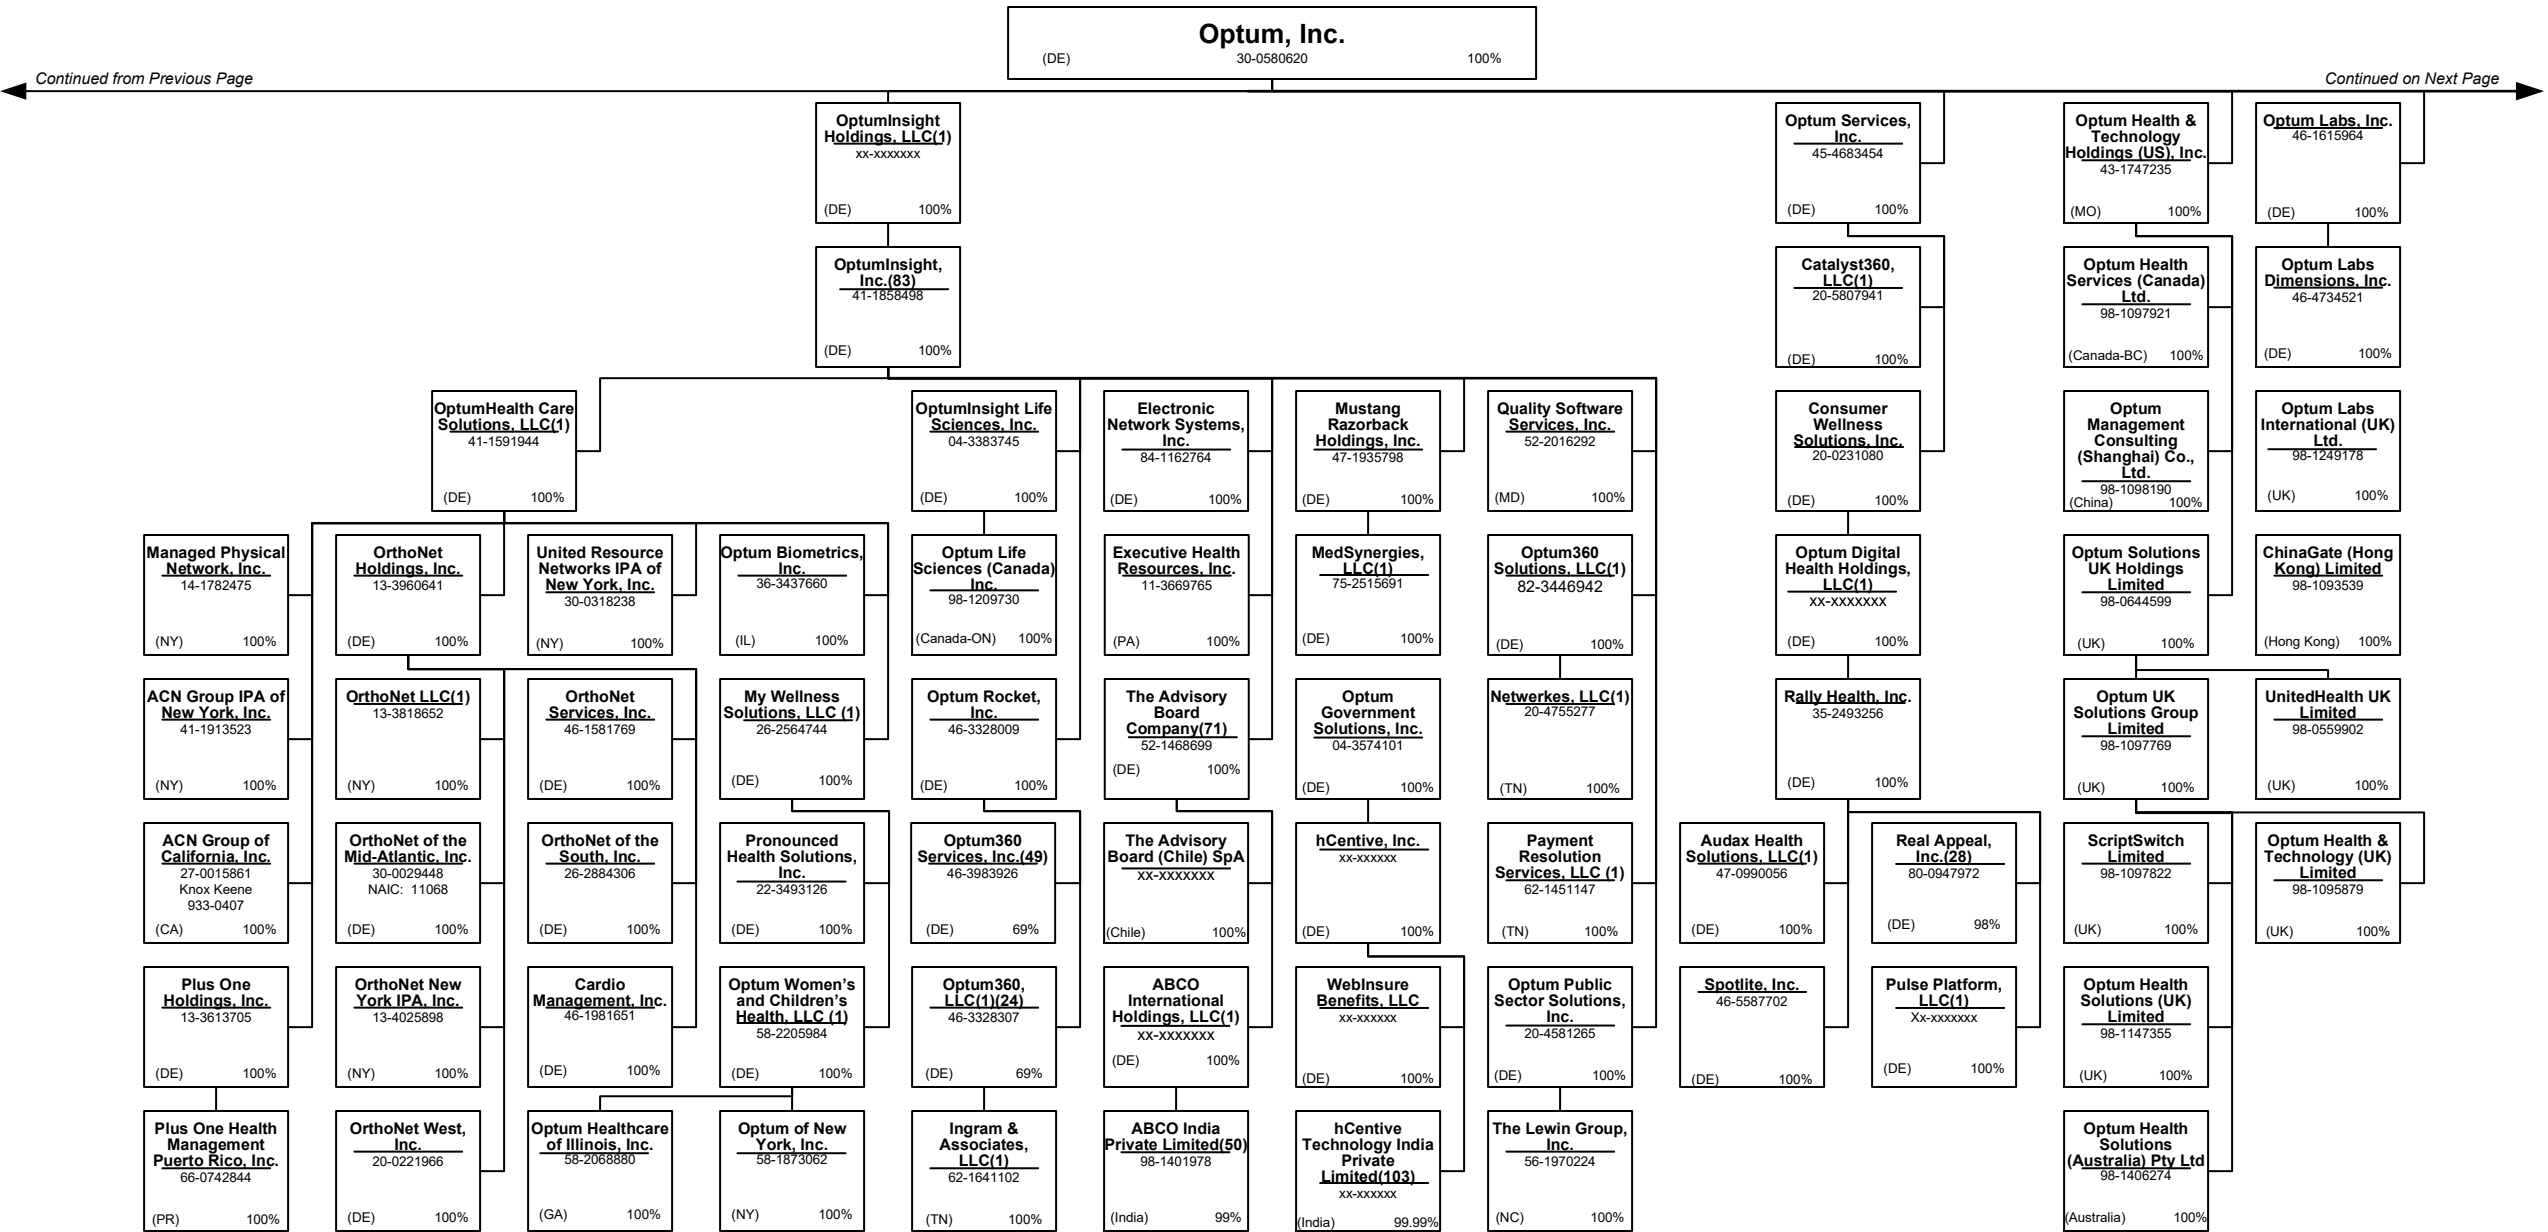 Optum, Inc.
(DE) 30-0580620 100%
Continued from Previous Page
Continued on Next Page
OptumInsight
Holdings, LLC(1)
xx-xxxxxxx
(DE) 100%
Optum Services,
Inc.
45-4683454
(DE) 100%
Optum Health &
Technology
Holdings (US), Inc.
43-1747235
(MO) 100%
Optum Labs, Inc.
46-1615964
(DE) 100%
OptumInsight,
Inc.(83)
41-1858498
(DE) 100%
Catalyst360,
LLC(1)
20-5807941
(DE) 100%
Optum Health
Services (Canada)
Ltd.
98-1097921
(Canada-BC) 100%
Optum Labs
Dimensions, Inc.
46-4734521
(DE) 100%
OptumHealth Care
Solutions, LLC(1)
41-1591944
(DE) 100%
OptumInsight Life
Sciences, Inc.
04-3383745
(DE) 100%
Electronic
Network Systems,
Inc.
84-1162764
(DE) 100%
Mustang
Razorback
Holdings, Inc.
47-1935798
(DE) 100%
Quality Software
Services, Inc.
52-2016292
(MD) 100%
Consumer
Wellness
Solutions, Inc.
20-0231080
(DE) 100%
Optum
Management
Consulting
(Shanghai) Co.,
Ltd.
98-1098190
(China) 100%
Optum Labs
International (UK)
Ltd.
98-1249178
(UK) 100%
Managed Physical
Network, Inc.
14-1782475
(NY) 100%
OrthoNet
Holdings, Inc.
13-3960641
(DE) 100%
United Resource
Networks IPA of
New York, Inc.
30-0318238
(NY) 100%
Optum Biometrics,
Inc.
36-3437660
(IL) 100%
Optum Life
Sciences (Canada)
Inc.
98-1209730
(Canada-ON) 100%
Executive Health
Resources, Inc.
11-3669765
(PA) 100%
MedSynergies,
LLC(1)
75-2515691
(DE) 100%
Optum360
Solutions, LLC(1)
82-3446942
(DE) 100%
Optum Digital
Health Holdings,
LLC(1)
xx-xxxxxxx
(DE) 100%
Optum Solutions
UK Holdings
Limited
98-0644599
(UK) 100%
ChinaGate (Hong
Kong) Limited
98-1093539
(Hong Kong) 100%
ACN Group IPA of
New York, Inc.
41-1913523
(NY) 100%
OrthoNet LLC(1)
13-3818652
(NY) 100%
OrthoNet
Services, Inc.
46-1581769
(DE) 100%
My Wellness
Solutions, LLC (1)
26-2564744
(DE) 100%
Optum Rocket,
Inc.
46-3328009
(DE) 100%
The Advisory
Board
Company(71)
52-1468699
(DE) 100%
Optum
Government
Solutions, Inc.
04-3574101
(DE) 100%
Netwerkes, LLC(1)
20-4755277
(TN) 100%
Rally Health, Inc.
35-2493256
(DE) 100%
Optum UK
Solutions Group
Limited
98-1097769
(UK) 100%
UnitedHealth UK
Limited
98-0559902
(UK) 100%
ACN Group of
California, Inc.
27-0015861
Knox Keene
933-0407
(CA) 100%
OrthoNet of the
Mid-Atlantic, Inc.
30-0029448
NAIC: 11068
(DE) 100%
OrthoNet of the
South, Inc.
26-2884306
(DE) 100%
Pronounced
Health Solutions,
Inc.
22-3493126
(DE) 100%
Optum360
Services, Inc.(49)
46-3983926
(DE) 69%
The Advisory
Board (Chile) SpA
xx-xxxxxxx
(Chile) 100%
hCentive, Inc.
xx-xxxxxx
(DE) 100%
Payment
Resolution
Services, LLC (1)
62-1451147
(TN) 100%
Audax Health
Solutions, LLC(1)
47-0990056
(DE) 100%
Real Appeal,
Inc.(28)
80-0947972
(DE) 98%
ScriptSwitch
Limited
98-1097822
(UK) 100%
Optum Health &
Technology (UK)
Limited
98-1095879
(UK) 100%
Plus One
Holdings, Inc.
13-3613705
(DE) 100%
OrthoNet New
York IPA, Inc.
13-4025898
(NY) 100%
Cardio
Management, Inc.
46-1981651
(DE) 100%
Optum Women's
and Children's
Health, LLC (1)
58-2205984
(DE) 100%
Optum360,
LLC(1)(24)
46-3328307
(DE) 69%
ABCO
International
Holdings, LLC(1)
xx-xxxxxxx
(DE) 100%
WebInsure
Benefits, LLC
xx-xxxxxx
(DE) 100%
Optum Public
Sector Solutions,
Inc.
20-4581265
(DE) 100%
Spotlite, Inc.
46-5587702
(DE) 100%
Pulse Platform,
LLC(1)
Xx-xxxxxxx
(DE) 100%
Optum Health
Solutions (UK)
Limited
98-1147355
(UK) 100%
Plus One Health
Management
Puerto Rico, Inc.
66-0742844
(PR) 100%
OrthoNet West,
Inc.
20-0221966
(DE) 100%
Optum Healthcare
of Illinois, Inc.
58-2068880
(GA) 100%
Optum of New
York, Inc.
58-1873062
(NY) 100%
Ingram &
Associates,
LLC(1)
62-1641102
(TN) 100%
ABCO India
Private Limited(50)
98-1401978
(India) 99%
hCentive
Technology India
Private
Limited(103)
xx-xxxxxx
(India) 99.99%
The Lewin Group,
Inc.
56-1970224
(NC) 100%
Optum Health
Solutions
(Australia) Pty Ltd
98-1406274
(Australia) 100%